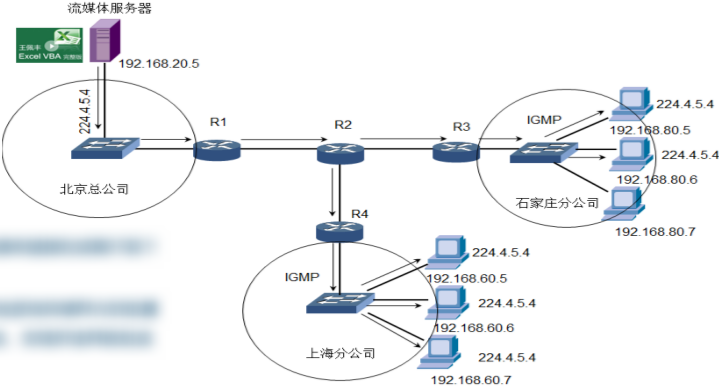 流媒体服务器
王佩丰
Excel VBA 完整版
192.168.20.5
224.4.5.4
R1
R2
R3
IGMP
224.4.5.4
192.168.80.5
224.4.5.4
192.168.80.6
192.168.80.7
北京总公司
石家庄分公司
R4
IGMP
224.4.5.4
192.168.60.5
224.4.5.4
192.168.60.6
224.4.5.4
192.168.60.7
上海分公司